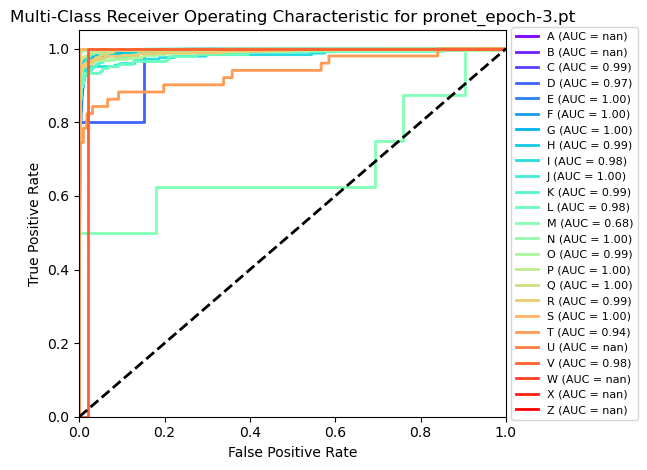 Multi-Class Receiver Operating Characteristic for pronet_epoch-3.pt
1.0
0.8
0.6
0.4
0.2
0.0
True Positive Rate
0.0 0.2 0.4 0.6 0.8 1.0
False Positive Rate
A (AUC = nan)
B (AUC = nan)
C (AUC = 0.99)
D (AUC = 0.97)
E (AUC = 1.00)
F (AUC = 1.00)
G (AUC = 1.00)
H (AUC = 0.99)
I (AUC = 0.98)
J (AUC = 1.00)
K (AUC = 0.99)
L (AUC = 0.98)
M (AUC = 0.68)
N (AUC = 1.00)
O (AUC = 0.99)
P (AUC = 1.00)
Q (AUC = 1.00)
R (AUC = 0.99)
S (AUC = 1.00)
T (AUC = 0.94)
U (AUC = nan)
V (AUC = 0.98)
W (AUC = nan)
X (AUC = nan)
Z (AUC = nan)